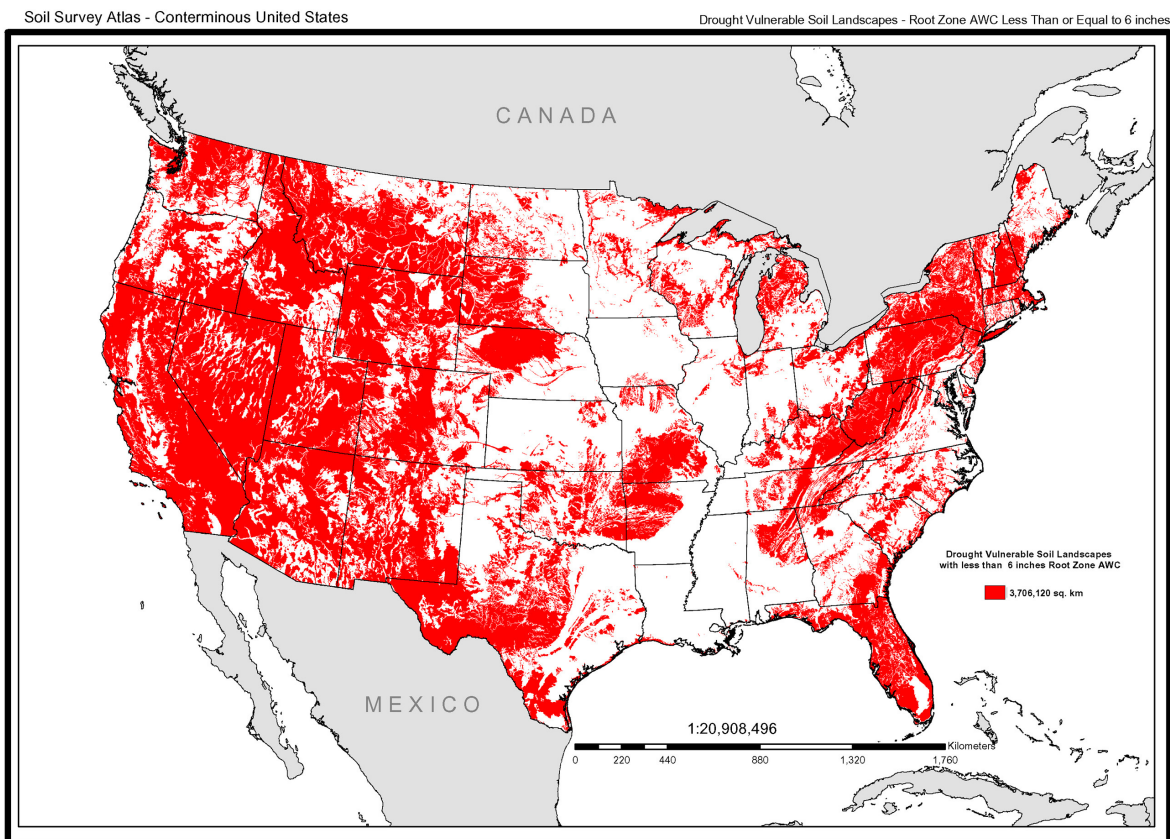 Soil Survey Atlas - Conterminous United States
Drought Vulnerable Soil Landscapes - Root Zone AWC Less Than or Equal to 6 inches
CANADA
Drought Vulnerable Soil Landscapes
with less than 6 inches Root Zone AWC
3,706,120 sq. km
MEXICO
1:20,908,496
Kilometers
0 220 440 880 1,320 1,760